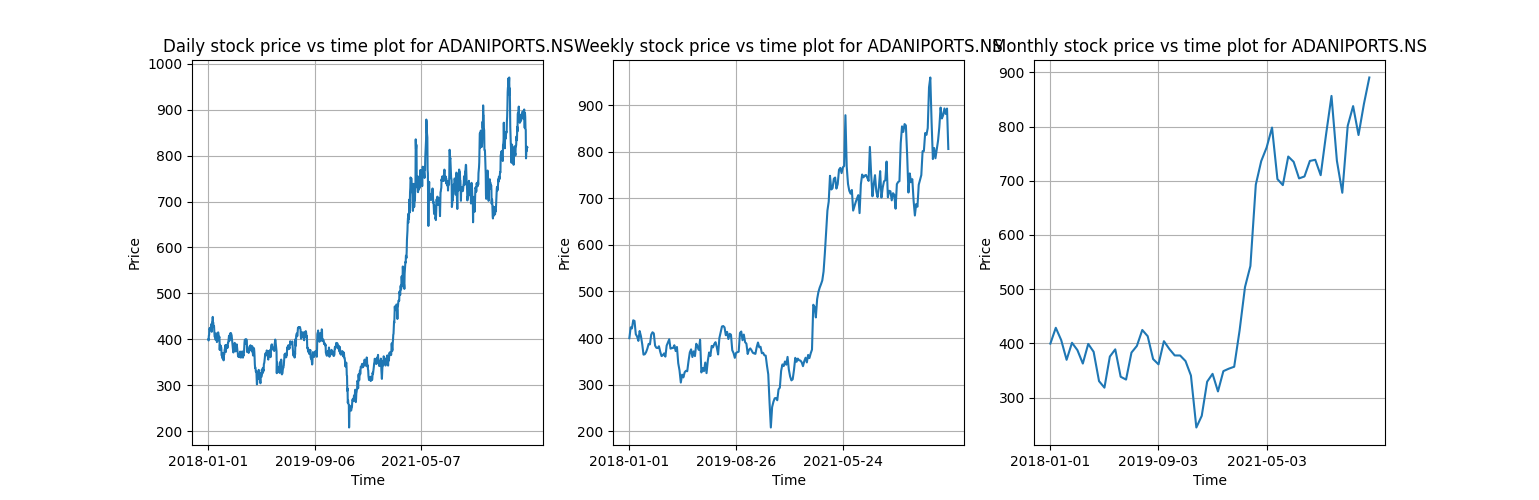 Daily stock price vs time plot for ADANIPORTS.NS
1000
900
800
700
600
500
400
300
200
Price
2018-01-01 2019-09-06 2021-05-07
Time
Weekly stock price vs time plot for ADANIPORTS.NS
900
800
700
600
500
400
300
200
Price
2018-01-01 2019-08-26 2021-05-24
Time
Monthly stock price vs time plot for ADANIPORTS.NS
900
800
700
600
500
400
300
Price
2018-01-01 2019-09-03 2021-05-03
Time